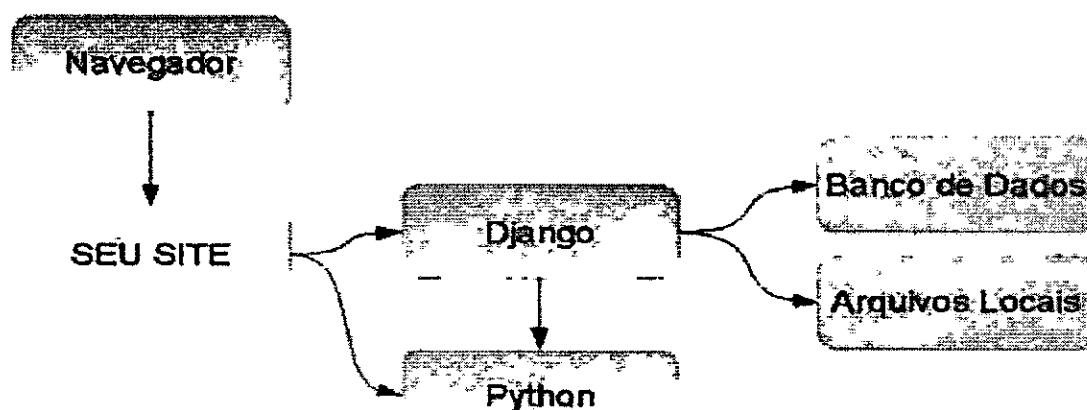 Navegador
Banco de Dados
SEU SITE
Django
Arquivos Locais
Python